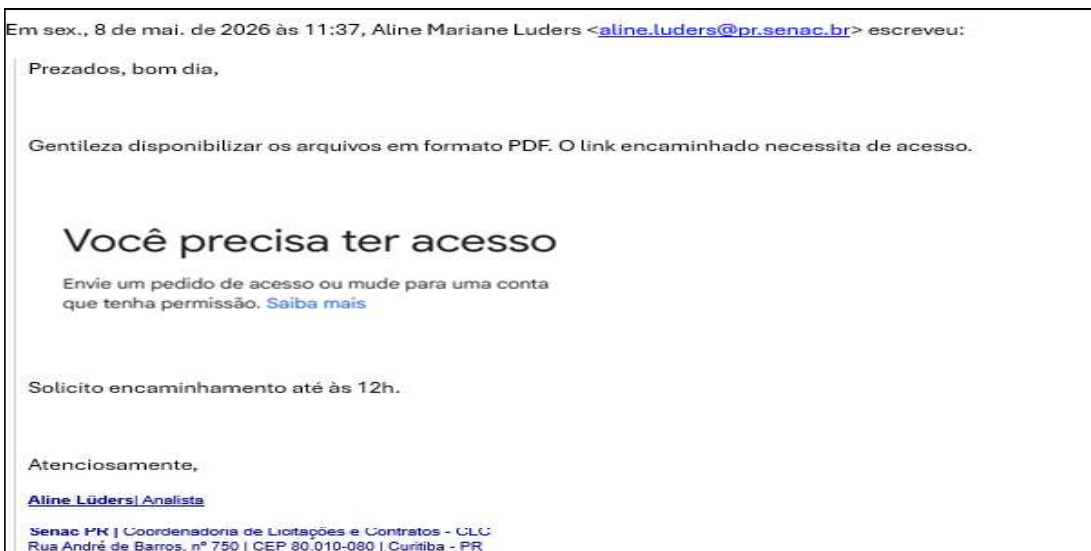 Em sex., 8 de mai. de 2026 às 11:37, Aline Mariane Luders <aline.luders@pr.senac.br> escreveu:
Prezados, bom dia,
Gentileza disponibilizar os arquivos em formato PDF. O link encaminhado necessita de acesso.
Você precisa ter acesso
Envie um pedido de acesso ou mude para uma conta
que tenha permissão. Saiba mais
Solicito encaminhamento até às 12h.
Atenciosamente,
Aline Lüders| Analista
Senac PR | Coordenadoria de Licitações e Contratos - CLC
Rua André de Barros, nº 750 | CEP 80.010-080 | Curitiba - PR